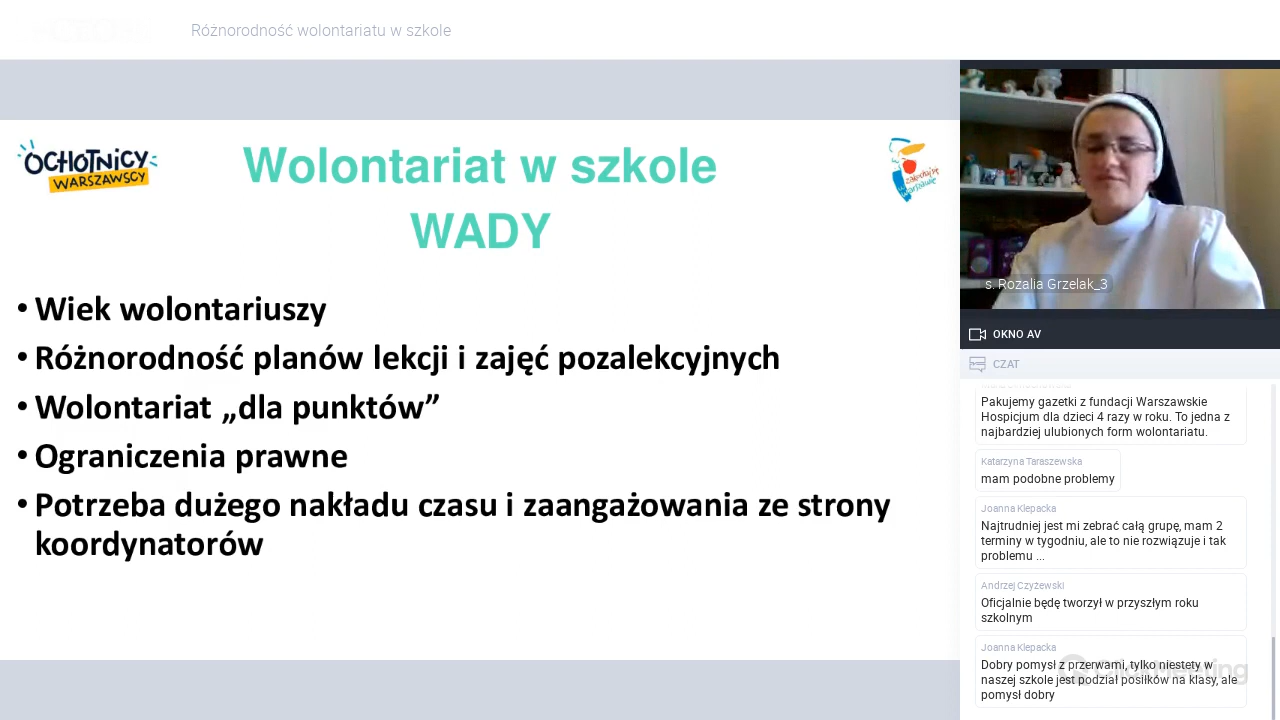 Różnorodność wolontariatu w szkole
OCHOTNICY
WARSZAWSCY
Wolontariat w szkole
WADY
zakochaj się
w Warszawie
• Wiek wolontariuszy
• Różnorodność planów lekcji i zajęć pozalekcyjnych
• Wolontariat „dla punktów”
• Ograniczenia prawne
• Potrzeba dużego nakładu czasu i zaangażowania ze strony
koordynatorów
s. Rozalia Grzelak_3
OKNO AV
CZAT
Pakujemy gazetki z fundacji Warszawskie
Hospicjum dla dzieci 4 razy w roku. To jedna z
najbardziej ulubionych form wolontariatu.
Katarzyna Taraszewska
mam podobne problemy
Joanna Klepacka
Najtrudniej jest mi zebrać całą grupę, mam 2
terminy w tygodniu, ale to nie rozwiązuje i tak
problemu ...
Andrzej Czyżewski
Oficjalnie będę tworzył w przyszłym roku
szkolnym
Joanna Klepacka
Dobry pomysł z przerwami, tylko niestety w
naszej szkole jest podział posiłków na klasy, ale
pomysł dobry